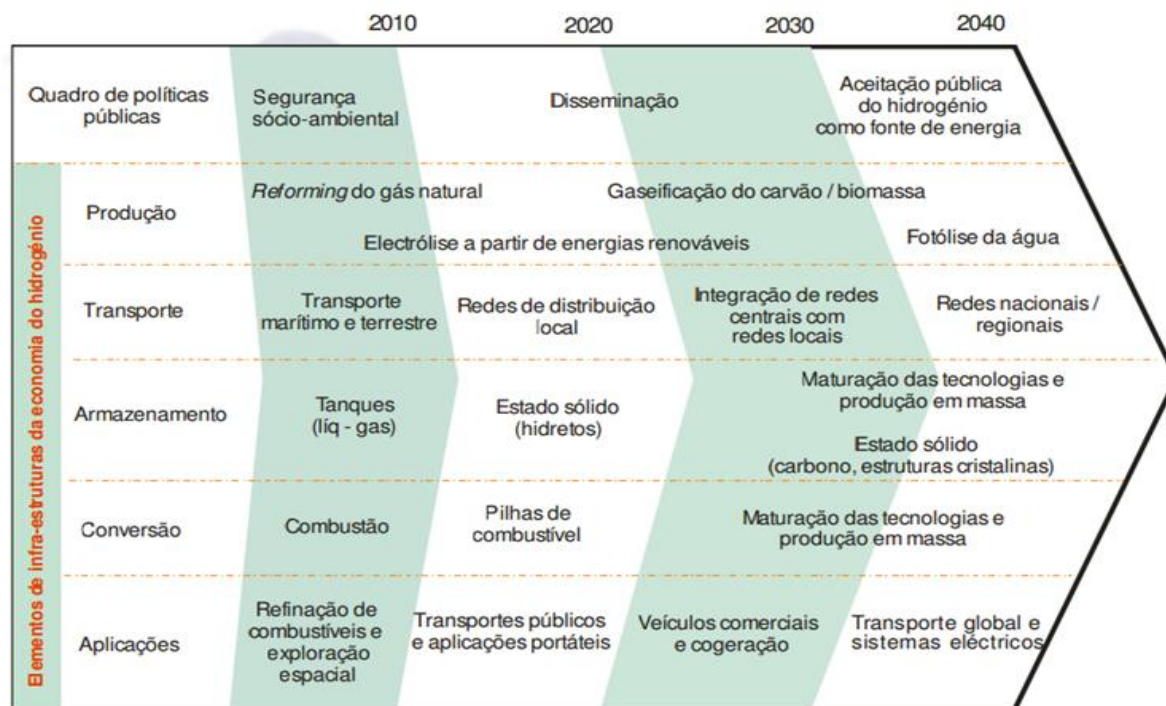 2010 2020 2030 2040
Quadro de políticas
públicas
Segurança
sócio-ambiental
Disseminação
Aceitação pública
do hidrogénio
como fonte de energia
Elementos de infra-estruturas da economia do hidrogénio
Produção
Reforming do gás natural
Gaseificação do carvão / biomassa
Electrólise a partir de energias renováveis
Fotólise da água
Transporte
Transporte
marítimo e terrestre
Redes de distribuição
local
Integração de redes
centrais com
redes locais
Redes nacionais /
regionais
Armazenamento
Tanques
(líq - gas)
Estado sólido
(hidretos)
Maturação das tecnologias e
produção em massa
Estado sólido
(carbono, estruturas cristalinas)
Conversão
Combustão
Pilhas de
combustível
Maturação das tecnologias e
produção em massa
Aplicações
Refinação de
combustíveis e
exploração
espacial
Transportes públicos
e aplicações portáteis
Veículos comerciais
e cogeração
Transporte global e
sistemas eléctricos